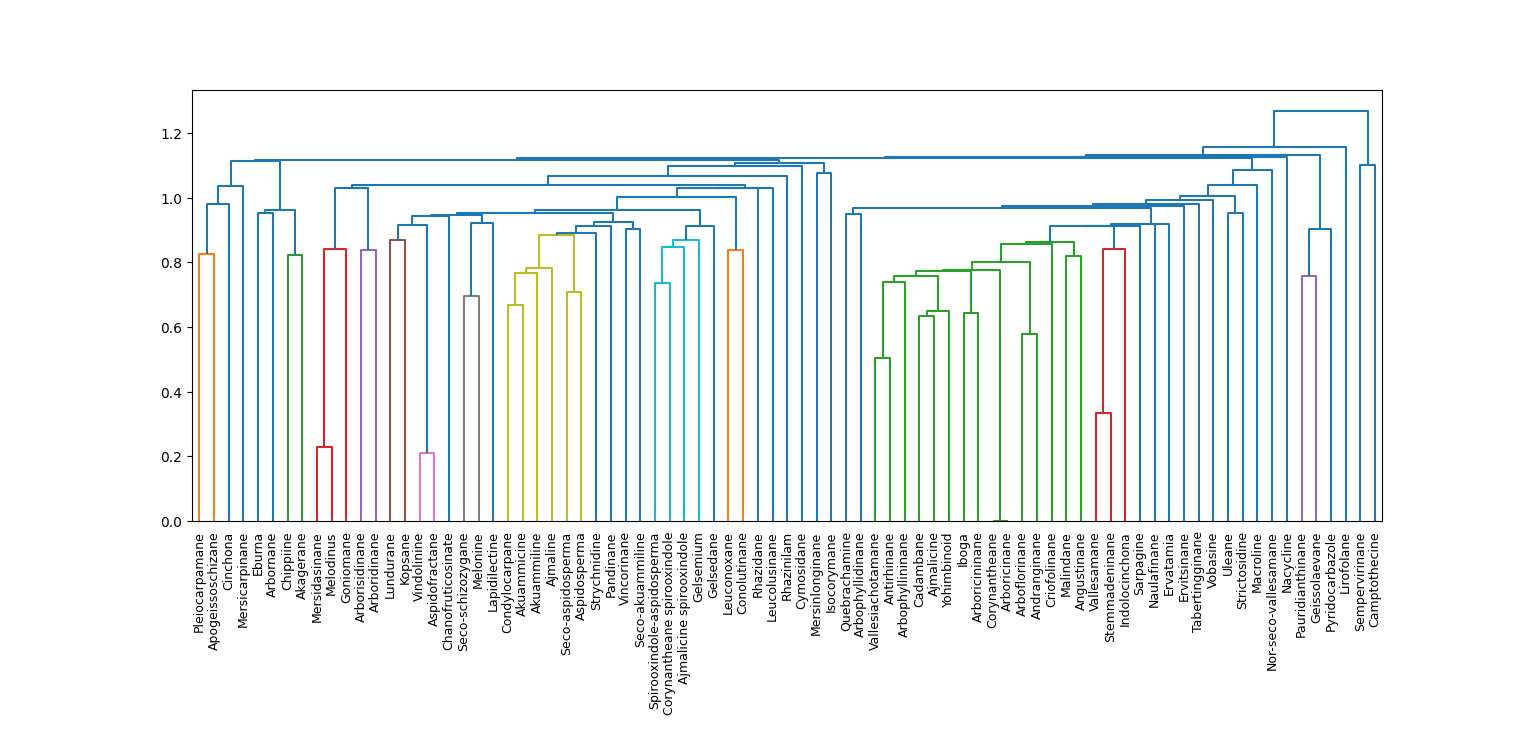 1.2
1.0
0.8
0.6
0.4
0.2
0.0
Pleiocarpamane
Apogeissoschizane
Cinchona
Mersicarpinane
Eburna
Arbornane
Chippiine
Akagerine
Mersidasinane
Melodinus
Goniomane
Arborisidinane
Arboridinane
Lundurane
Kopsane
Vindolinine
Aspidofractane
Chanofruticosinate
Seco-schizozygane
Melonine
Lapidilectine
Condylocarpane
Akuammicine
Akuammiline
Ajmaline
Seco-aspidosperma
Aspidosperma
Strychnidine
Pandinane
Vincorinane
Seco-akuammiline
Spirooxindole-aspidosperma
Corynantheane spirooxindole
Ajmalicine spirooxindole
Gelsemium
Gelsedane
Leuconoxane
Conolutinane
Rhazidane
Leucolusinane
Rhazinilam
Cymosidane
Mersinlonginane
Isocorymane
Quebrachamine
Arbophyllidinane
Vallesiachotamane
Antirhinane
Arbophyllininane
Cadambane
Ajmalicine
Yohimbinoid
Iboga
Arboricininane
Corynantheane
Arboricinane
Arboflorinane
Andranginane
Criofolinane
Malindane
Angustinane
Vallesamane
Stemmadeninane
Indolocinchona
Sarpagine
Naulafinane
Ervatamia
Ervitsinane
Tabertingginane
Vobasine
Uleane
Strictosidine
Macroline
Nor-seco-vallesamane
Nacycline
Pauridianthinane
Geissolaevane
Pyridocarbazole
Lirofolane
Sempervirine
Camptothecine